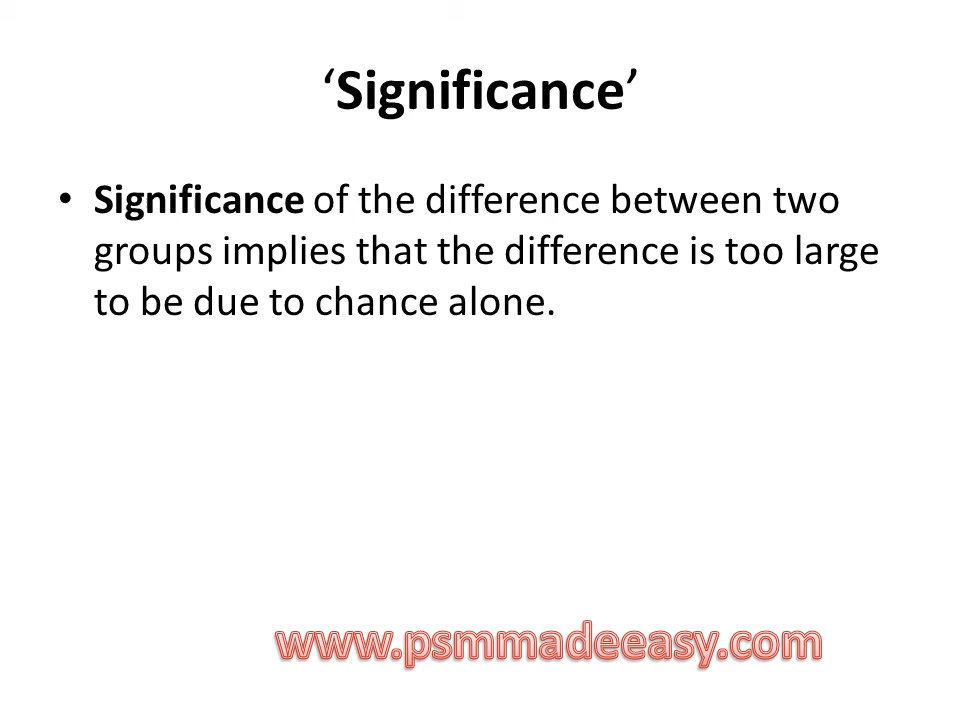 ‘Significance’
• Significance of the difference between two
groups implies that the difference is too large
to be due to chance alone.
www.psmmadeeasy.com